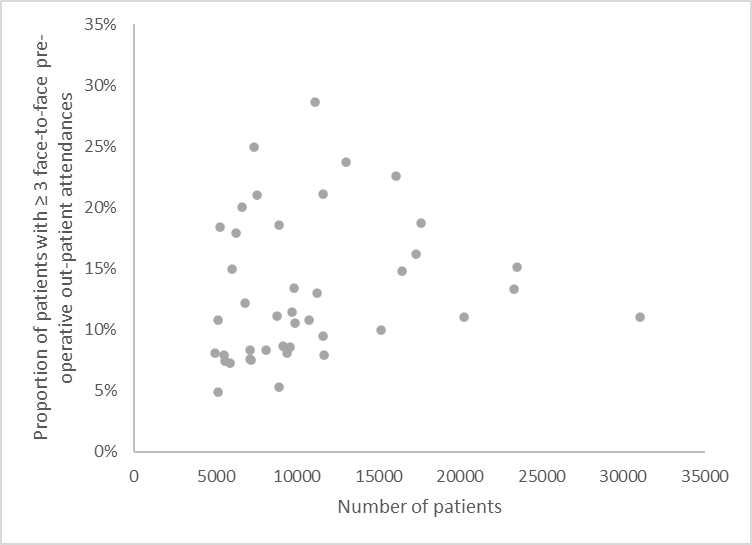 Proportion of patients with ≥ 3 face-to-face pre-
operative out-patient attendances
35%
30%
25%
20%
15%
10%
5%
0%
0 5000 10000 15000 20000 25000 30000 35000
Number of patients